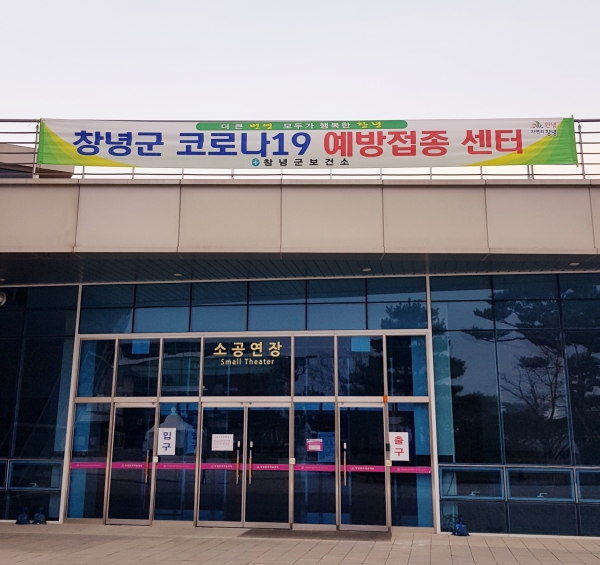 더 큰 번영 모두가 행복한 창녕
창녕군 코로나19 예방접종 센터
창녕군보건소
소공연장
Small Theater
입구
출구